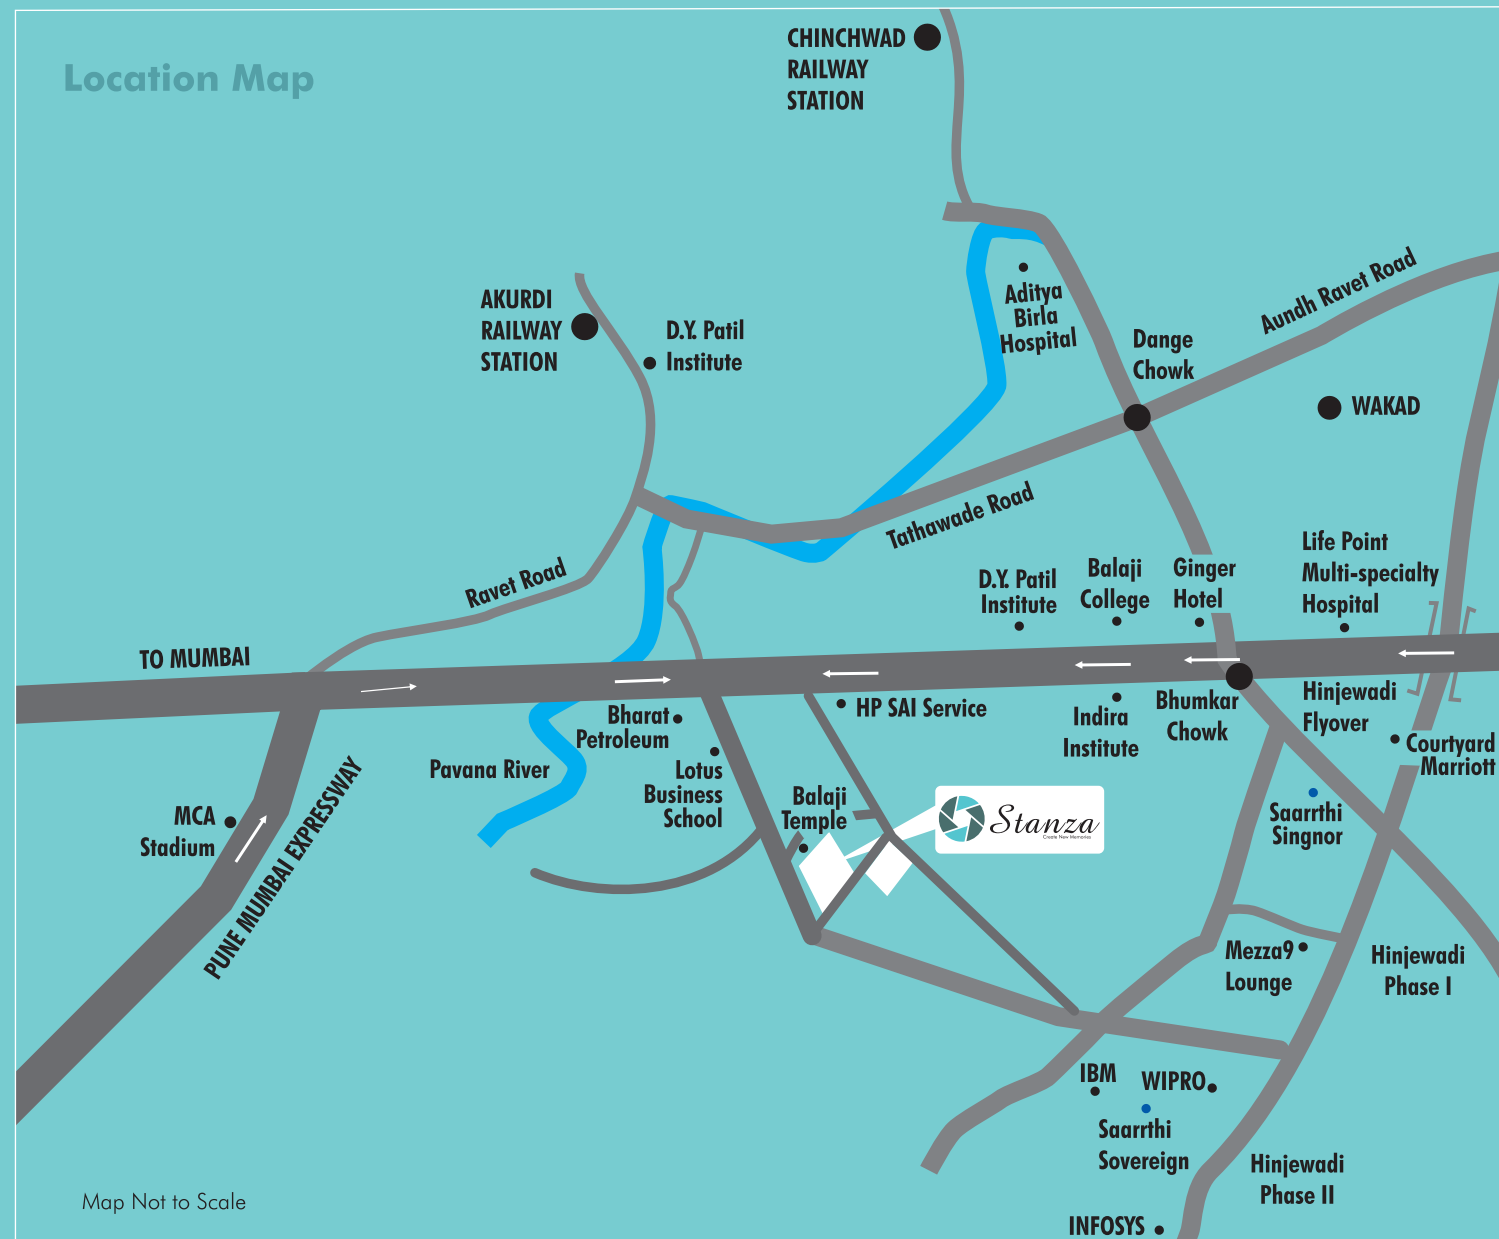 Location Map
CHINCHWAD
RAILWAY
STATION
AKURDI
RAILWAY
STATION
D.Y. Patil
Institute
Aditya
Birla
Hospital
Aundh Ravet Road
Dange
Chowk
WAKAD
Tathawade Road
Ravet Road
TO MUMBAI
D.Y. Patil
Institute
Balaji
College
Ginger
Hotel
Life Point
Multi-specialty
Hospital
HP SAI Service
Indira
Institute
Bhumkar
Chowk
Hinjewadi
Flyover
Courtyard
Marriott
Bharat
Petroleum
Pavana River
Lotus
Business
School
Balaji
Temple
Stanza
Create New Memories
Saarrthi
Singnor
MCA
Stadium
PUNE MUMBAI EXPRESSWAY
Mezza9
Lounge
Hinjewadi
Phase I
IBM
WIPRO
Saarrthi
Sovereign
Hinjewadi
Phase II
INFOSYS
Map Not to Scale